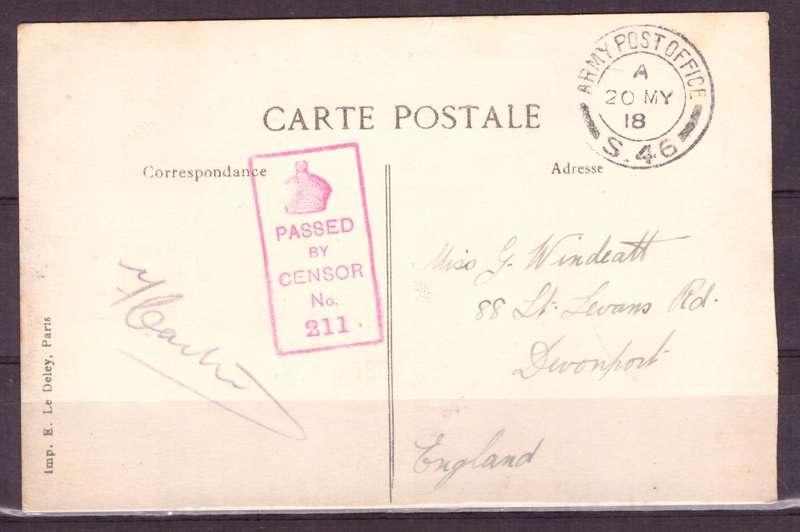 CARTE POSTALE
ARMY POST OFFICE
A
20 MY
18
S.46
Correspondance
Adresse
PASSED
BY
CENSOR
No.
211
Miss G. Windeatt
88 St. Levans Rd.
Devonport
England
Imp. E. Le Deley, Paris